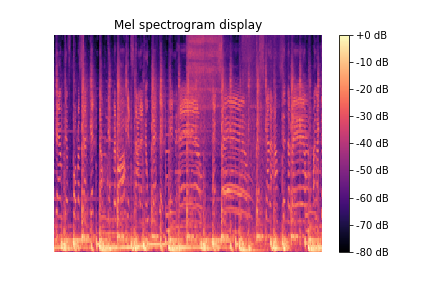 Mel spectrogram display
+0 dB
-10 dB
-20 dB
-30 dB
-40 dB
-50 dB
-60 dB
-70 dB
-80 dB